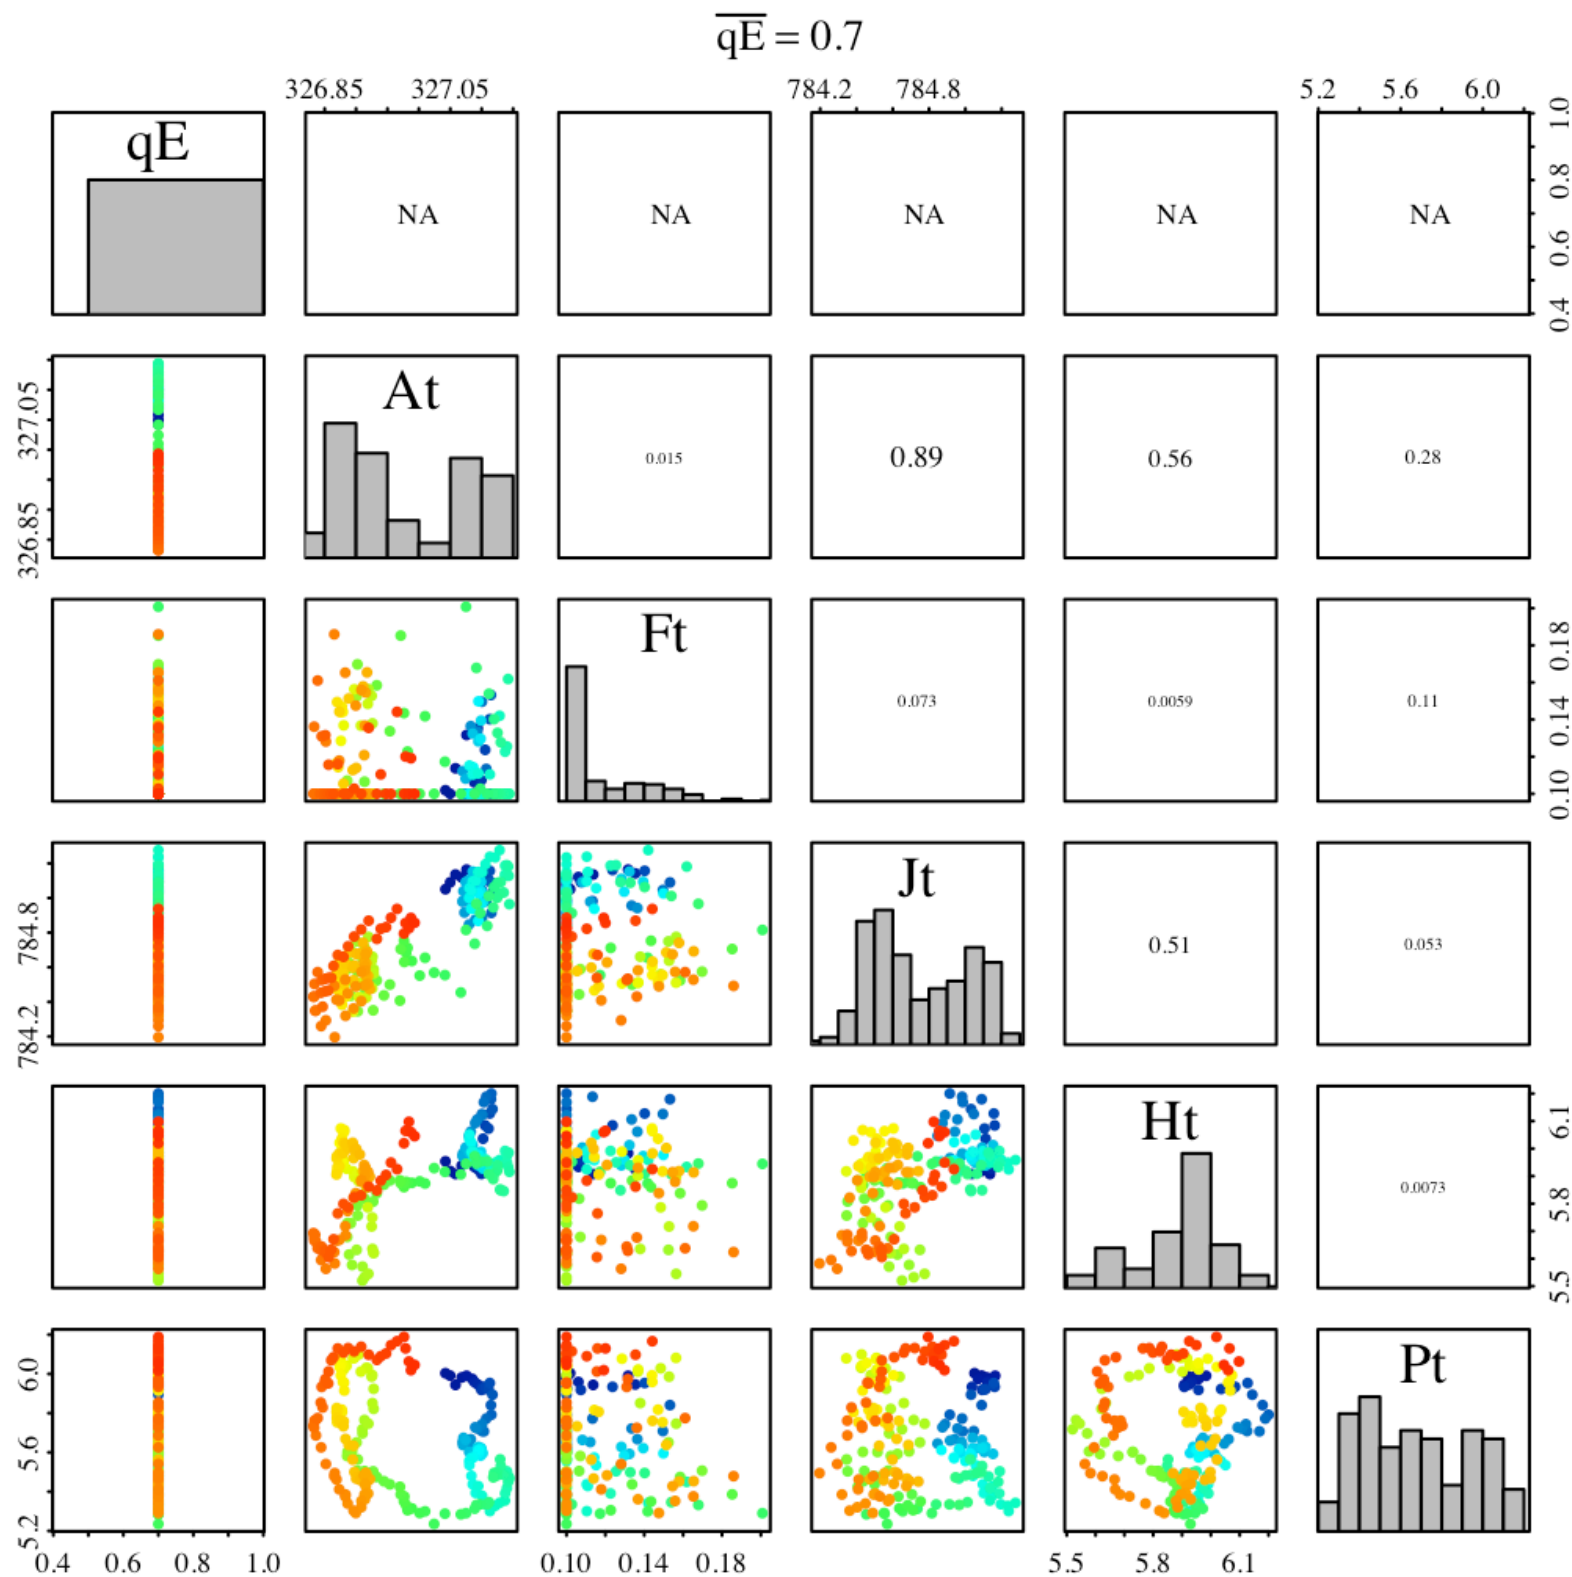 qE = 0.7
326.85 327.05 784.2 784.8 5.2 5.6 6.0
qE NA NA NA NA NA 0.4 0.6 0.8 1.0
326.85 327.05 At 0.015 0.89 0.56 0.28
Ft 0.073 0.0059 0.11 0.10 0.14 0.18
784.2 784.8 Jt 0.51 0.053
Ht 0.0073 5.5 5.8 6.1
5.2 5.6 6.0 Pt
0.4 0.6 0.8 1.0 0.10 0.14 0.18 5.5 5.8 6.1